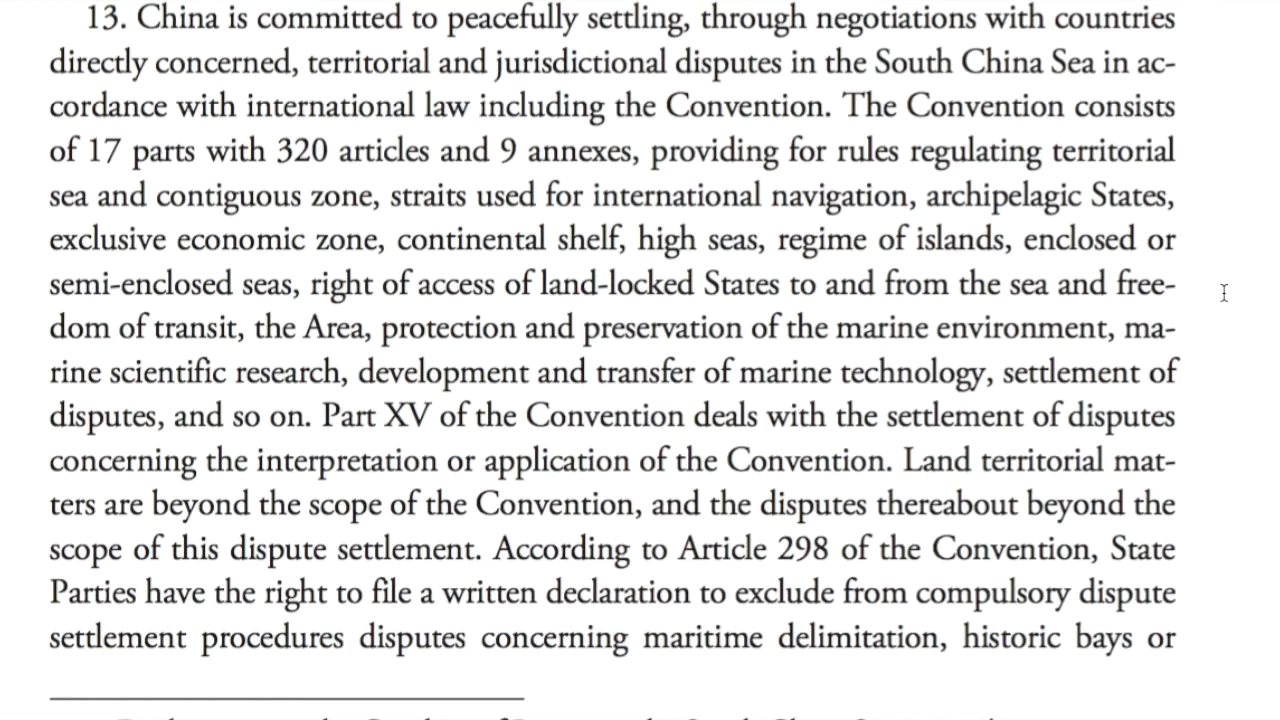 13. China is committed to peacefully settling, through negotiations with countries
directly concerned, territorial and jurisdictional disputes in the South China Sea in ac-
cordance with international law including the Convention. The Convention consists
of 17 parts with 320 articles and 9 annexes, providing for rules regulating territorial
sea and contiguous zone, straits used for international navigation, archipelagic States,
exclusive economic zone, continental shelf, high seas, regime of islands, enclosed or
semi-enclosed seas, right of access of land-locked States to and from the sea and free-
dom of transit, the Area, protection and preservation of the marine environment, ma-
rine scientific research, development and transfer of marine technology, settlement of
disputes, and so on. Part XV of the Convention deals with the settlement of disputes
concerning the interpretation or application of the Convention. Land territorial mat-
ters are beyond the scope of the Convention, and the disputes thereabout beyond the
scope of this dispute settlement. According to Article 298 of the Convention, State
Parties have the right to file a written declaration to exclude from compulsory dispute
settlement procedures disputes concerning maritime delimitation, historic bays or